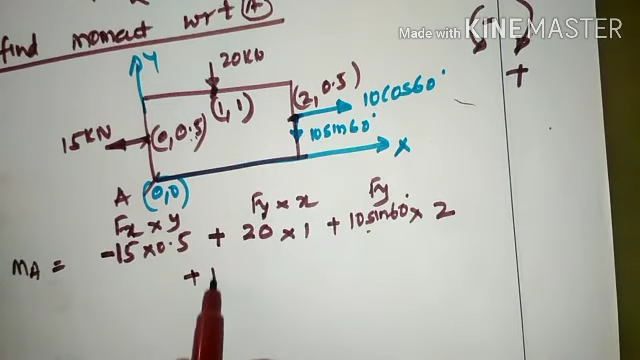 Made with KINEMASTER
find moment wrt A
Y
20KN
(2, 0.5)
10cos60°
(1, 1)
15KN
(0, 0.5)
10sin60°
X
+
A (0,0)
Fx × y
Fy × x
Fy
MA = -15 × 0.5 + 20 × 1 + 10sin60 × 2
+ 1